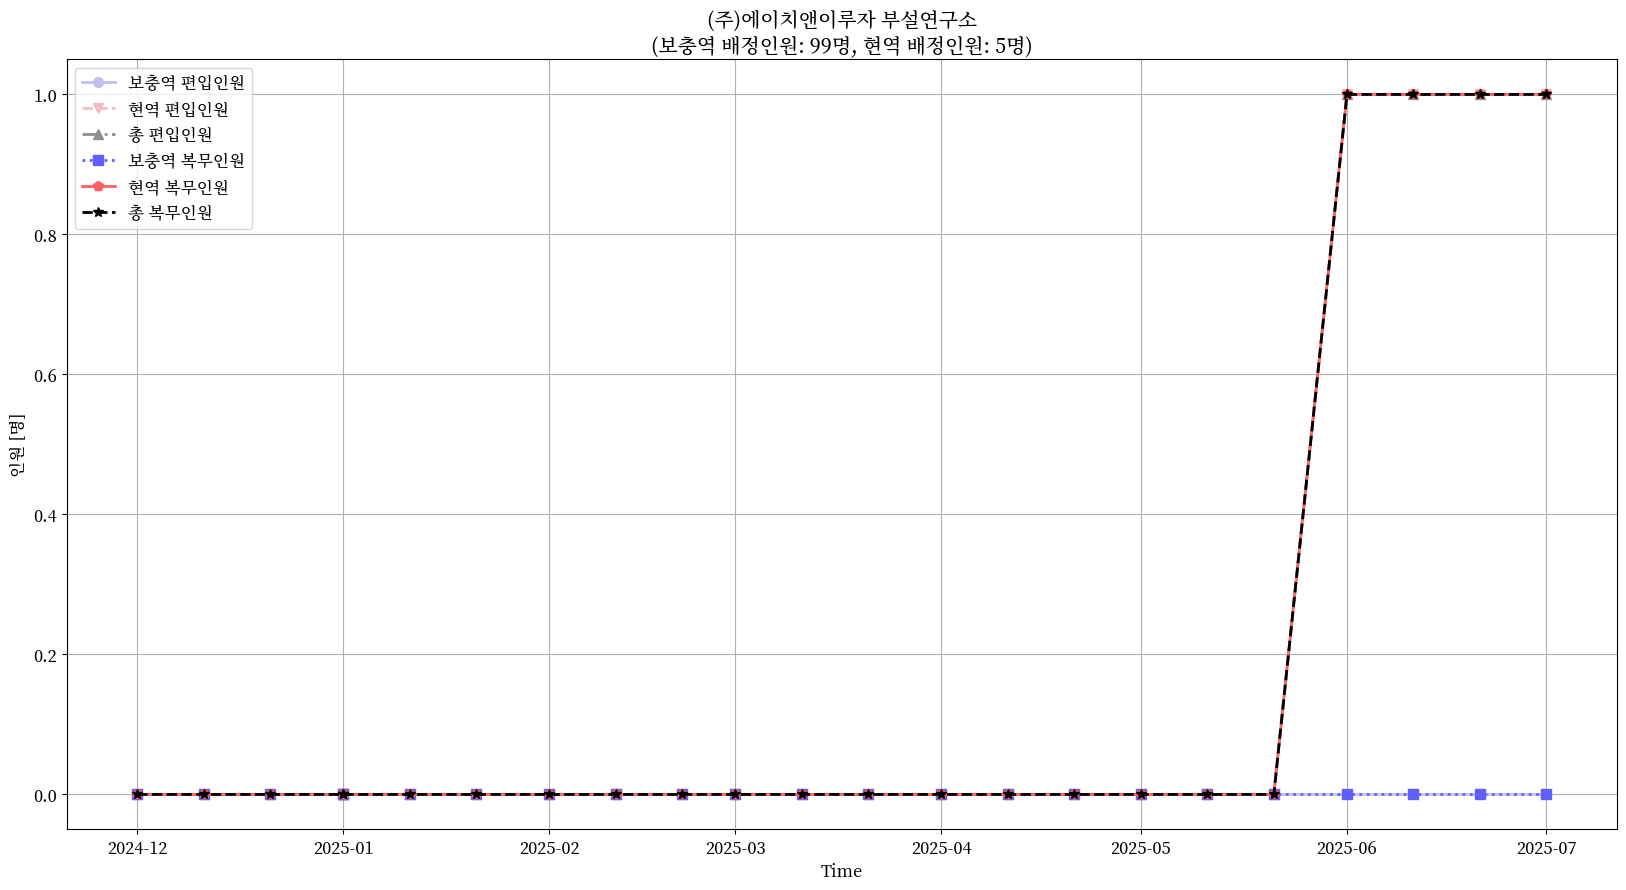 (주)에이치앤이루자 부설연구소
(보충역 배정인원: 99명, 현역 배정인원: 5명)
보충역 편입인원
현역 편입인원
총 편입인원
보충역 복무인원
현역 복무인원
총 복무인원
1.0
0.8
0.6
0.4
0.2
0.0
인원 [명]
2024-12 2025-01 2025-02 2025-03 2025-04 2025-05 2025-06 2025-07
Time